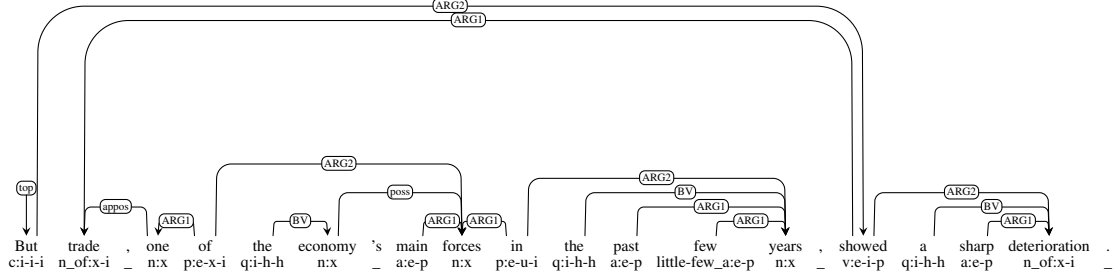 ARG2
ARG1
ARG2
ARG2
top
poss
BV
ARG2
appos
ARG1
BV
ARG1
ARG1
BV
ARG1
ARG1
ARG1
But trade , one of the economy 's main forces in the past few years , showed a sharp deterioration .
c:i-i-i n_of:x-i _ n:x p:e-x-i q:i-h-h n:x _ a:e-p n:x p:e-u-i q:i-h-h a:e-p little-few_a:e-p n:x _ v:e-i-p q:i-h-h a:e-p n_of:x-i _